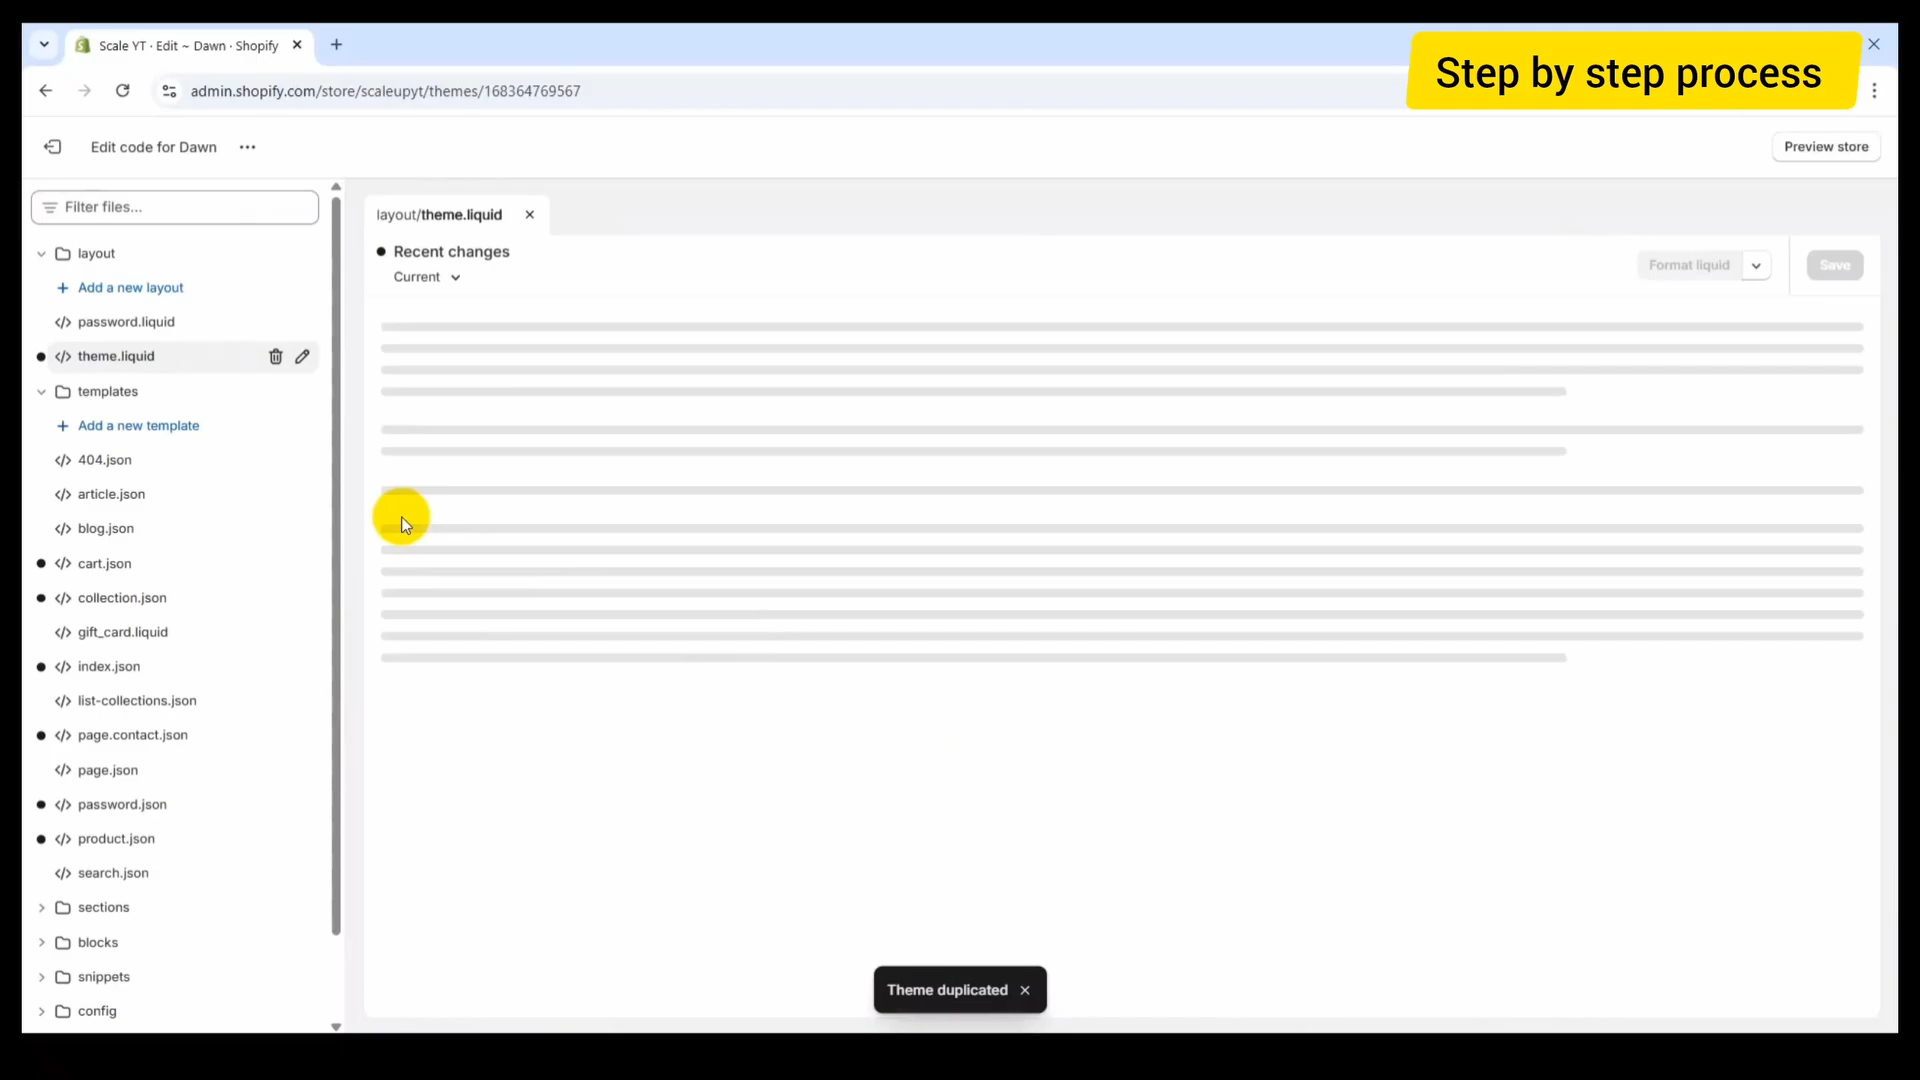 Scale YT · Edit ~ Dawn · Shopify
Step by step process
admin.shopify.com/store/scaleupyt/themes/168364769567
Edit code for Dawn
Preview store
Filter files...
layout/theme.liquid
Recent changes
Current
Format liquid
Save
layout
Add a new layout
password.liquid
theme.liquid
templates
Add a new template
404.json
article.json
blog.json
cart.json
collection.json
gift_card.liquid
index.json
list-collections.json
page.contact.json
page.json
password.json
product.json
search.json
sections
blocks
snippets
config
Theme duplicated